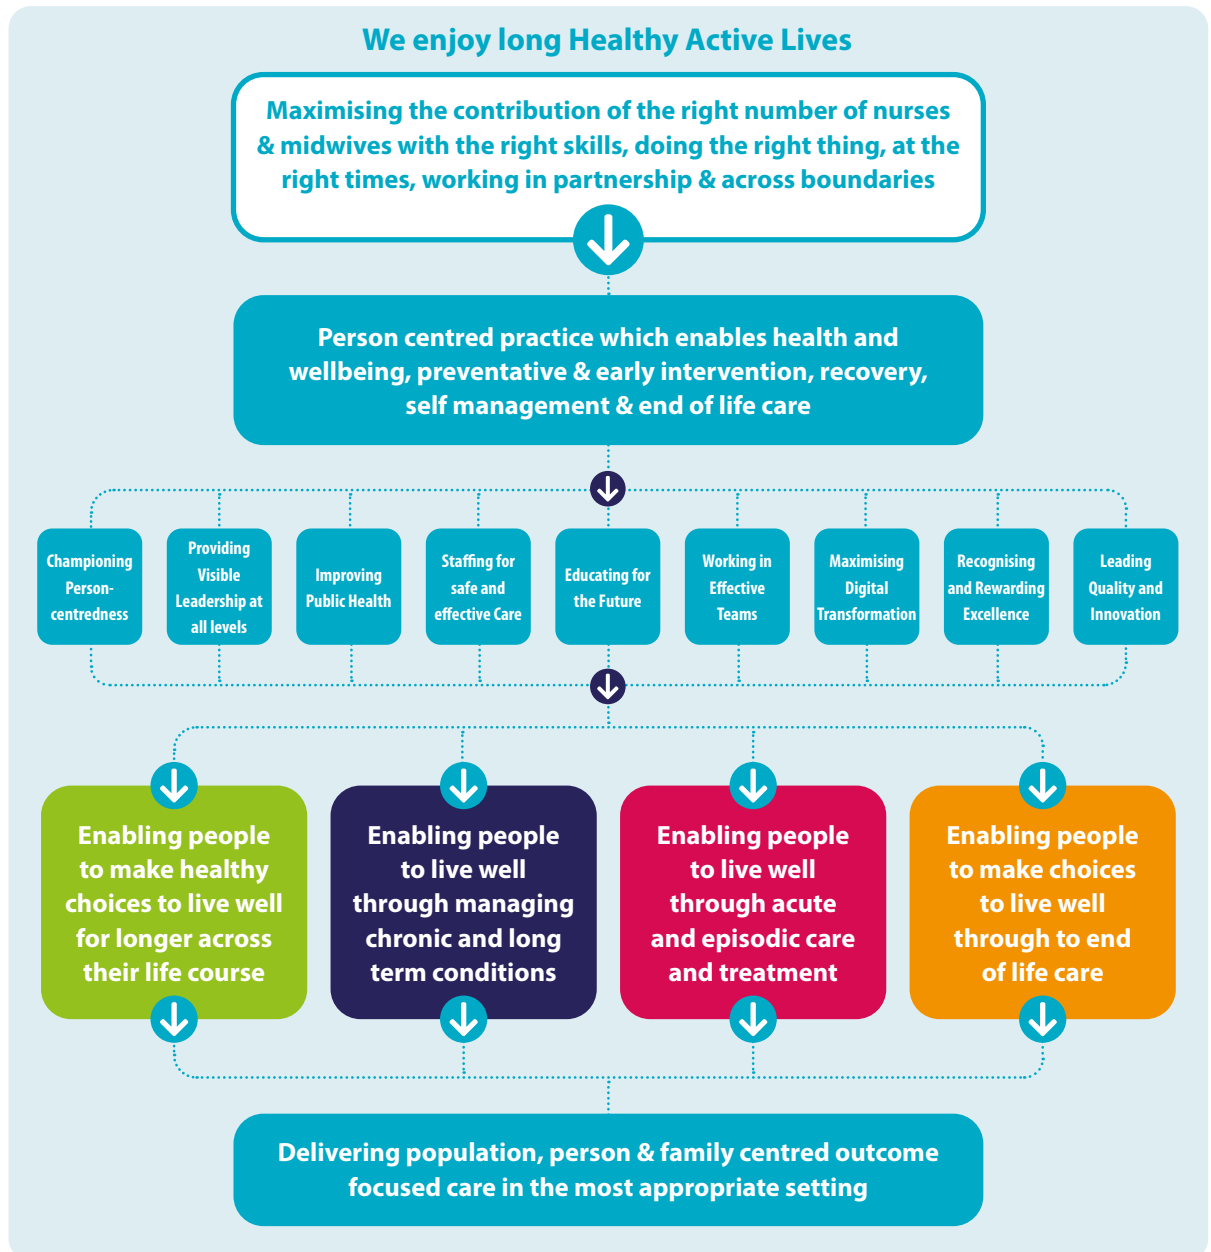 We enjoy long Healthy Active Lives
Maximising the contribution of the right number of nurses
& midwives with the right skills, doing the right thing, at the
right times, working in partnership & across boundaries
Person centred practice which enables health and
wellbeing, preventative & early intervention, recovery,
self management & end of life care
Championing
Person-
centredness
Providing
Visible
Leadership at
all levels
Improving
Public Health
Staffing for
safe and
effective Care
Educating for
the Future
Working in
Effective
Teams
Maximising
Digital
Transformation
Recognising
and Rewarding
Excellence
Leading
Quality and
Innovation
Enabling people
to make healthy
choices to live well
for longer across
their life course
Enabling people
to live well
through managing
chronic and long
term conditions
Enabling people
to live well
through acute
and episodic care
and treatment
Enabling people
to make choices
to live well
through to end
of life care
Delivering population, person & family centred outcome
focused care in the most appropriate setting